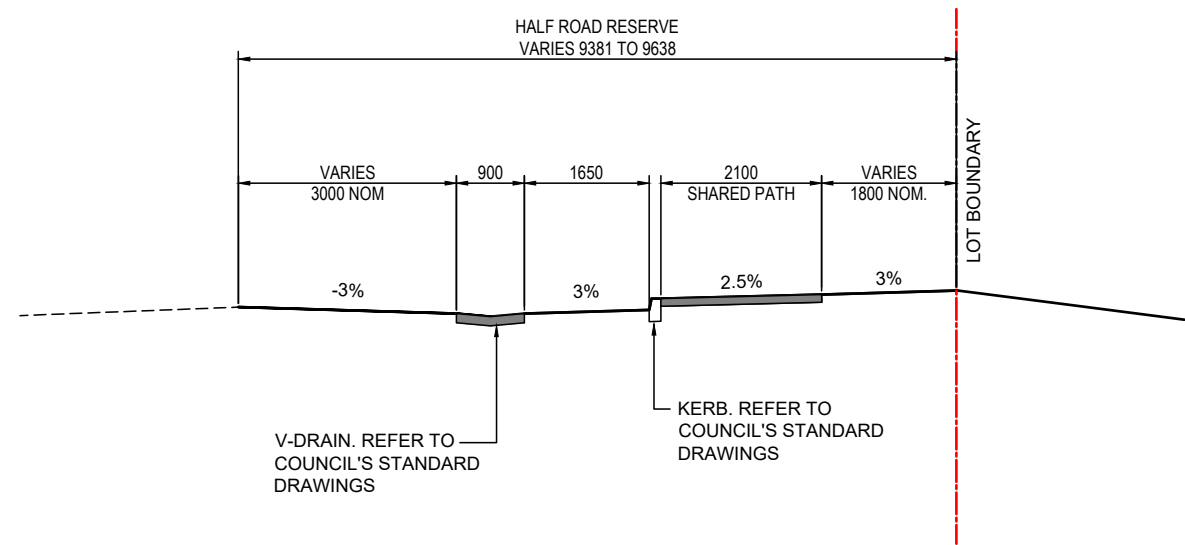 HALF ROAD RESERVE
VARIES 9381 TO 9638
VARIES
3000 NOM
900
1650
2100
SHARED PATH
VARIES
1800 NOM.
LOT BOUNDARY
-3%
3%
2.5%
3%
V-DRAIN. REFER TO
COUNCIL'S STANDARD
DRAWINGS
KERB. REFER TO
COUNCIL'S STANDARD
DRAWINGS